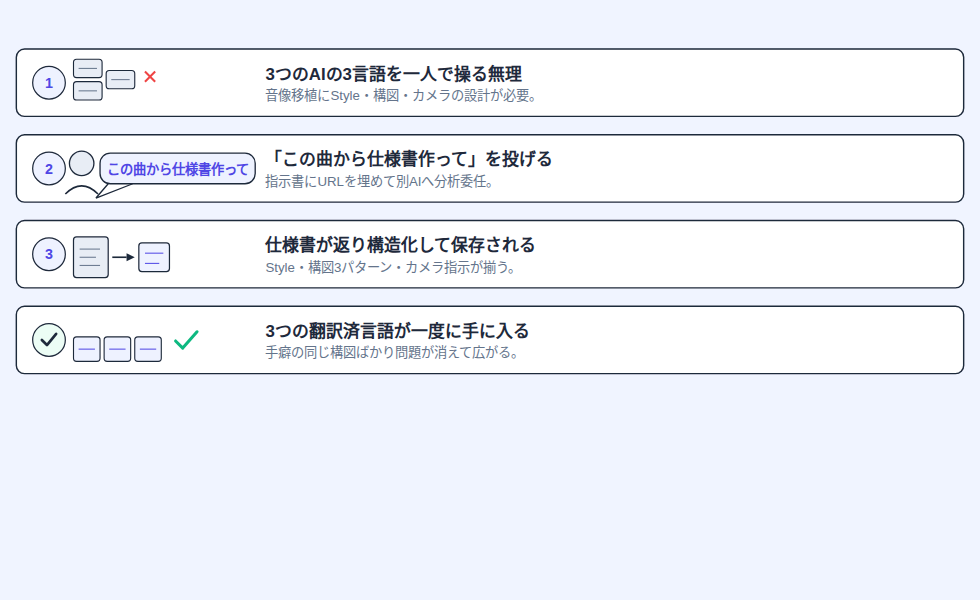 1
3つのAIの3言語を一人で操る無理
音像移植にStyle・構図・カメラの設計が必要。
2
この曲から仕様書作って
「この曲から仕様書作って」を投げる
指示書にURLを埋めて別AIへ分析委任。
3
仕様書が返り構造化して保存される
Style・構図3パターン・カメラ指示が揃う。
3つの翻訳済言語が一度に手に入る
手癖の同じ構図ばかり問題が消えて広がる。